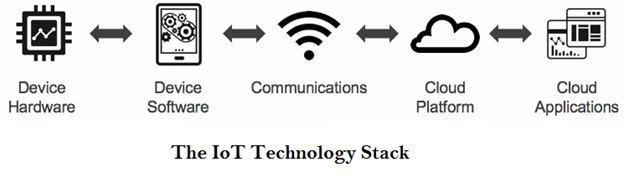 Device
Hardware
Device
Software
Communications
Cloud
Platform
Cloud
Applications
The IoT Technology Stack